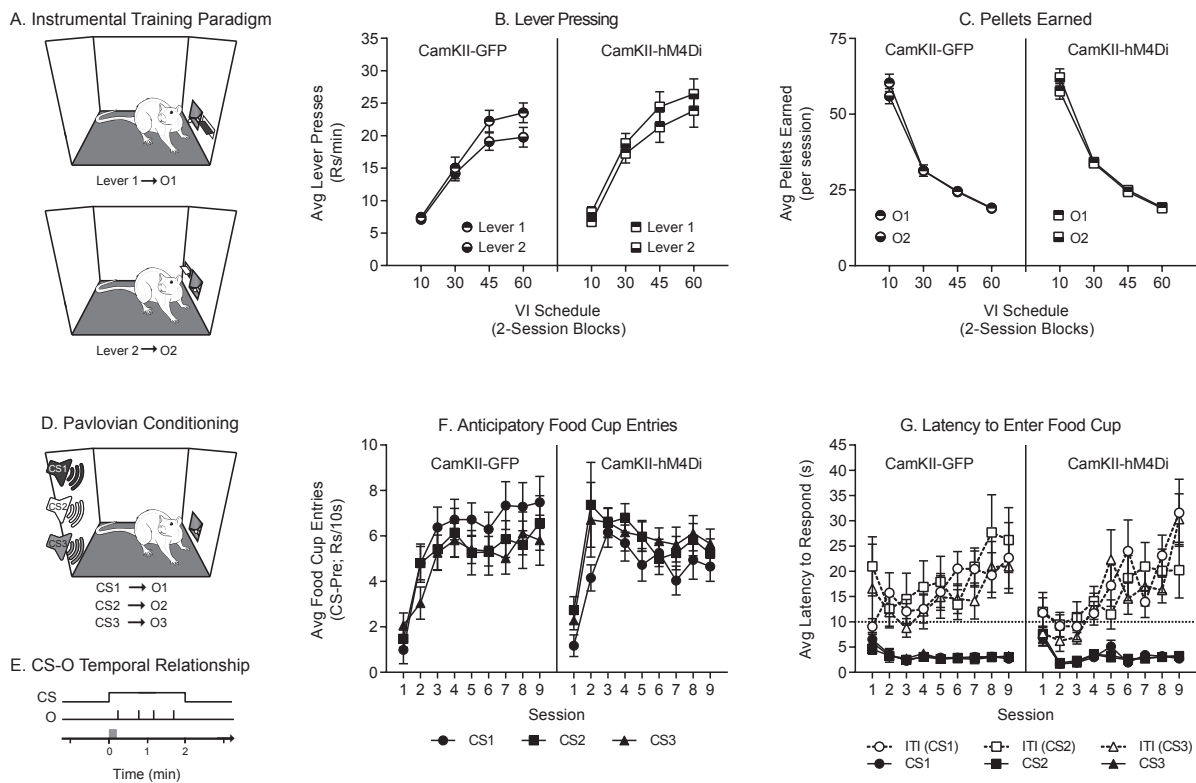 A. Instrumental Training Paradigm
Lever 1 → O1
Lever 2 → O2
B. Lever Pressing
CamKII-GFP
CamKII-hM4Di
35
30
25
20
15
10
5
0
Avg Lever Presses
(Rs/min)
Lever 1
Lever 2
Lever 1
Lever 2
10 30 45 60 10 30 45 60
VI Schedule
(2-Session Blocks)
C. Pellets Earned
CamKII-GFP
CamKII-hM4Di
75
50
25
0
Avg Pellets Earned
(per session)
O1
O2
O1
O2
10 30 45 60 10 30 45 60
VI Schedule
(2-Session Blocks)
D. Pavlovian Conditioning
CS1
CS2
CS3
CS1 → O1
CS2 → O2
CS3 → O3
E. CS-O Temporal Relationship
CS
O
0 1 2
Time (min)
F. Anticipatory Food Cup Entries
CamKII-GFP
CamKII-hM4Di
10
8
6
4
2
0
Avg Food Cup Entries
(CS-Pre; Rs/10s)
1 2 3 4 5 6 7 8 9 1 2 3 4 5 6 7 8 9
Session
CS1 CS2 CS3
G. Latency to Enter Food Cup
CamKII-GFP
CamKII-hM4Di
45
40
35
30
25
20
15
10
5
0
Avg Latency to Respond (s)
1 2 3 4 5 6 7 8 9 1 2 3 4 5 6 7 8 9
Session
ITI (CS1) ITI (CS2) ITI (CS3)
CS1 CS2 CS3